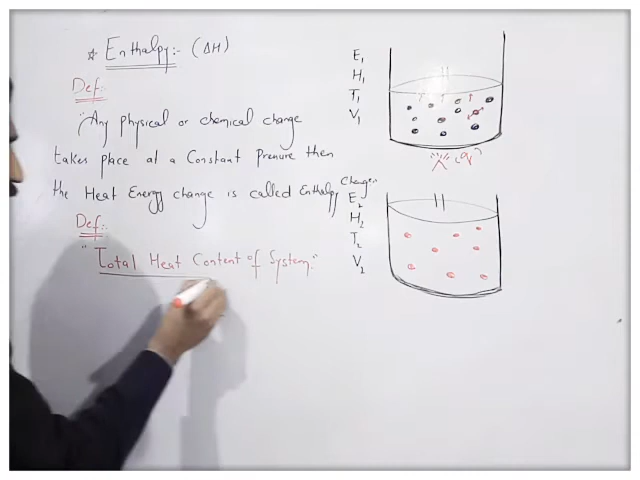 * Enthalpy:- (ΔH)
Def:
"Any physical or chemical change
takes place at a Constant Pressure then
the Heat Energy change is called Enthalpy Change"
Def:-
"Total Heat Content of System."
E₁
H₁
T₁
V₁
E₂
H₂
T₂
V₂